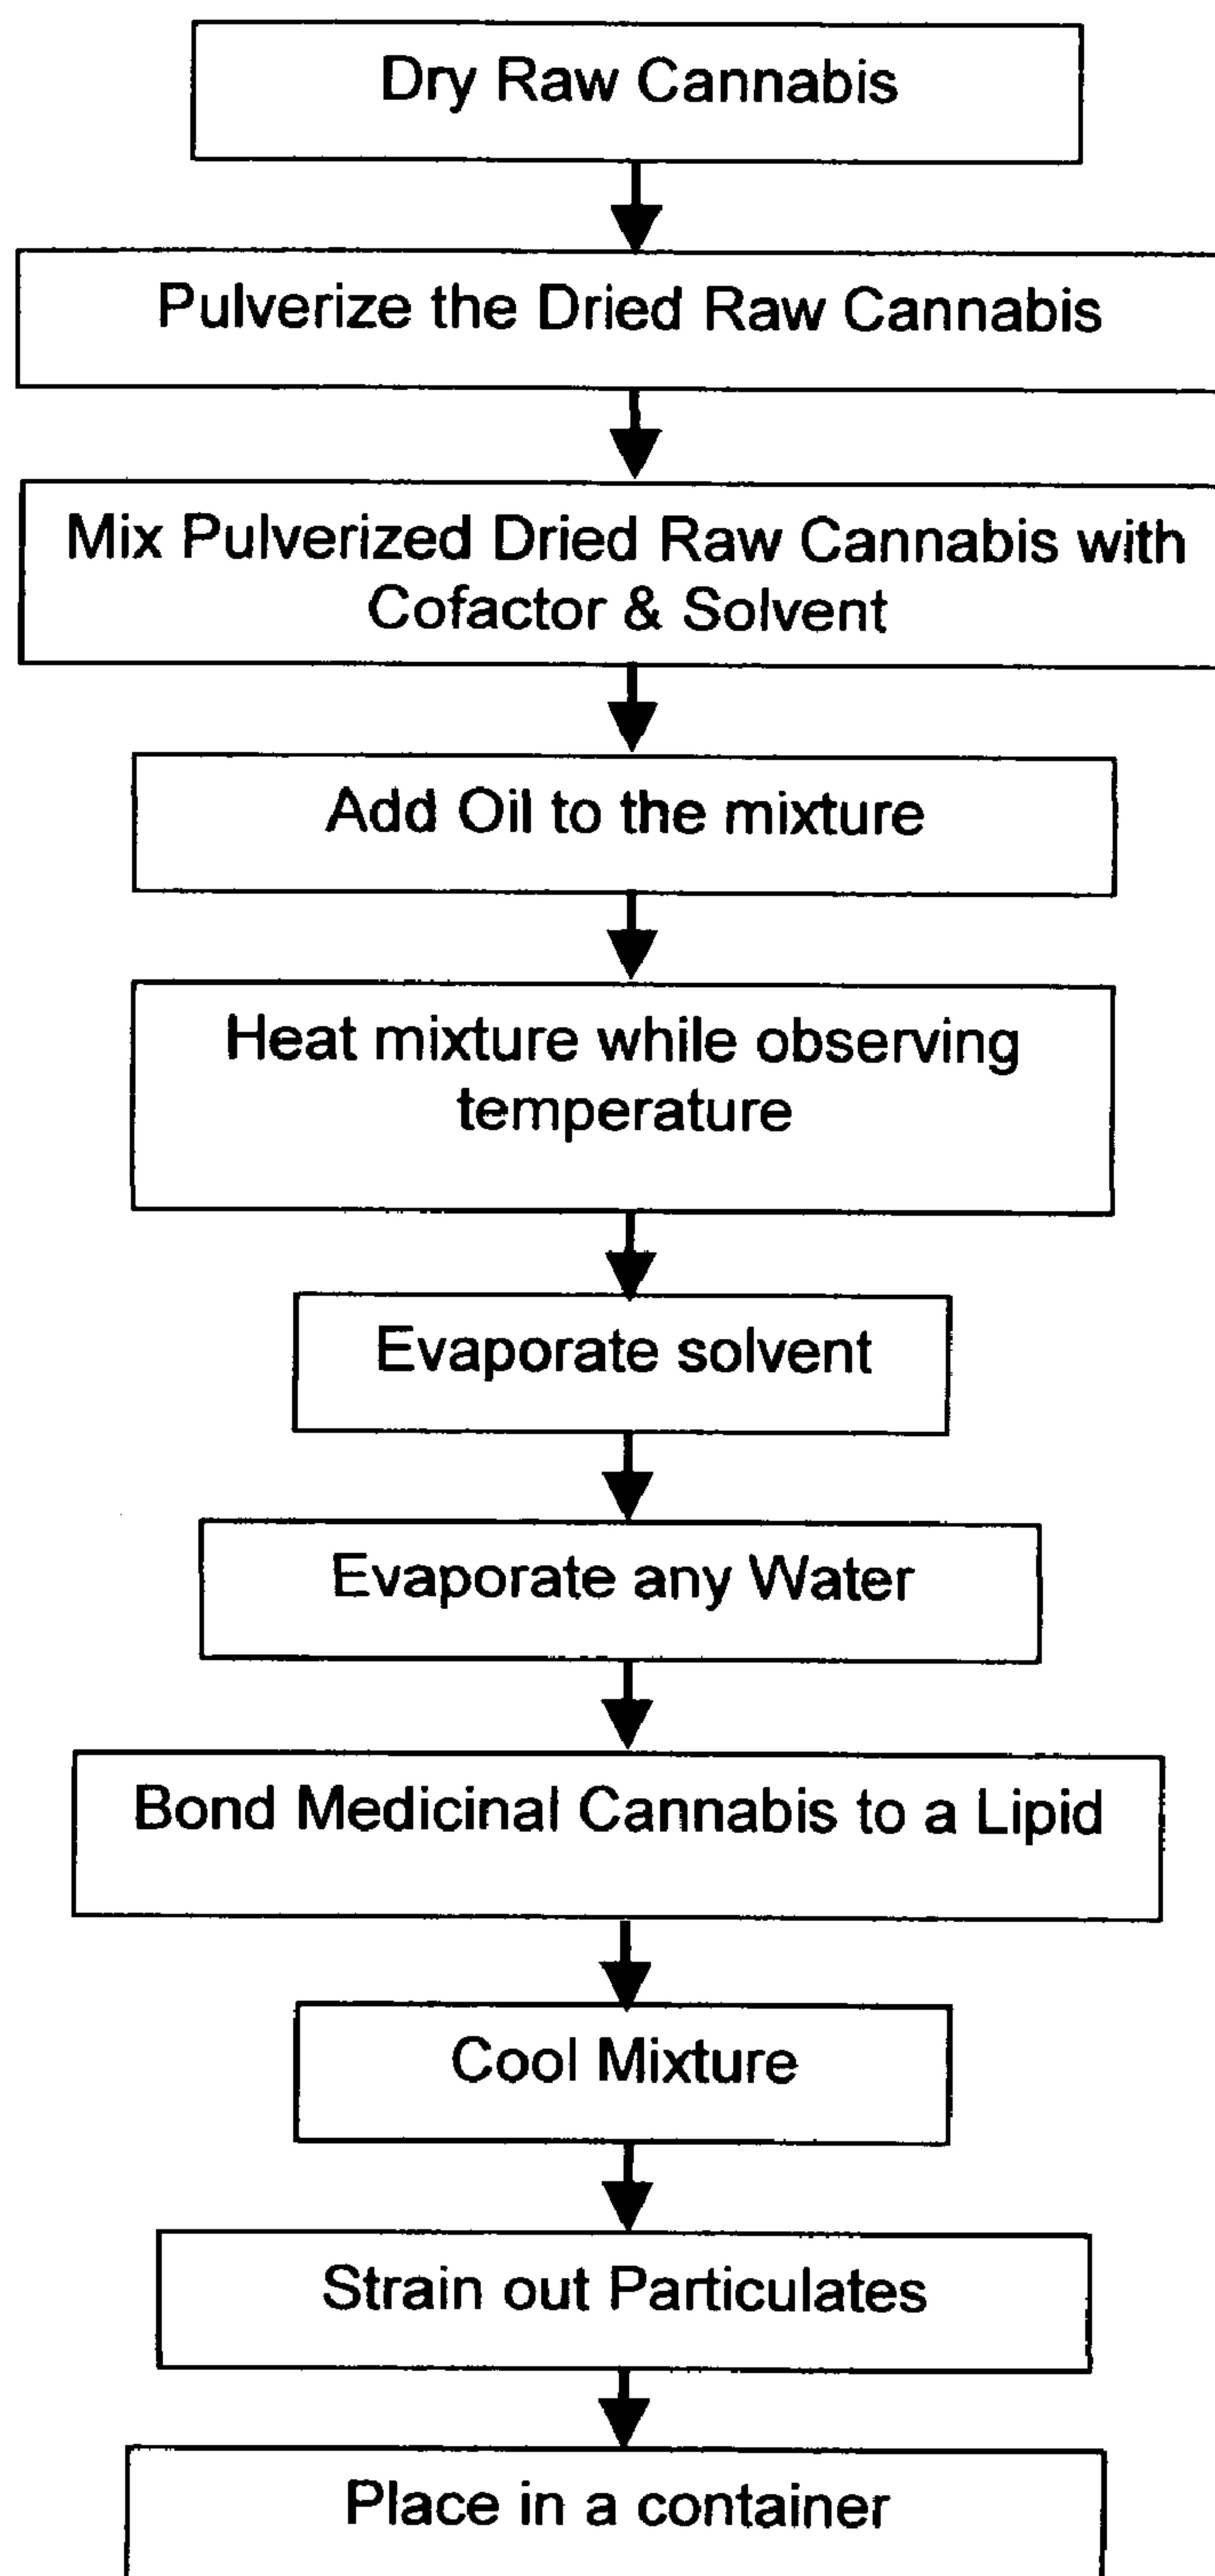 Dry Raw Cannabis
Pulverize the Dried Raw Cannabis
Mix Pulverized Dried Raw Cannabis with
Cofactor & Solvent
Add Oil to the mixture
Heat mixture while observing
temperature
Evaporate solvent
Evaporate any Water
Bond Medicinal Cannabis to a Lipid
Cool Mixture
Strain out Particulates
Place in a container